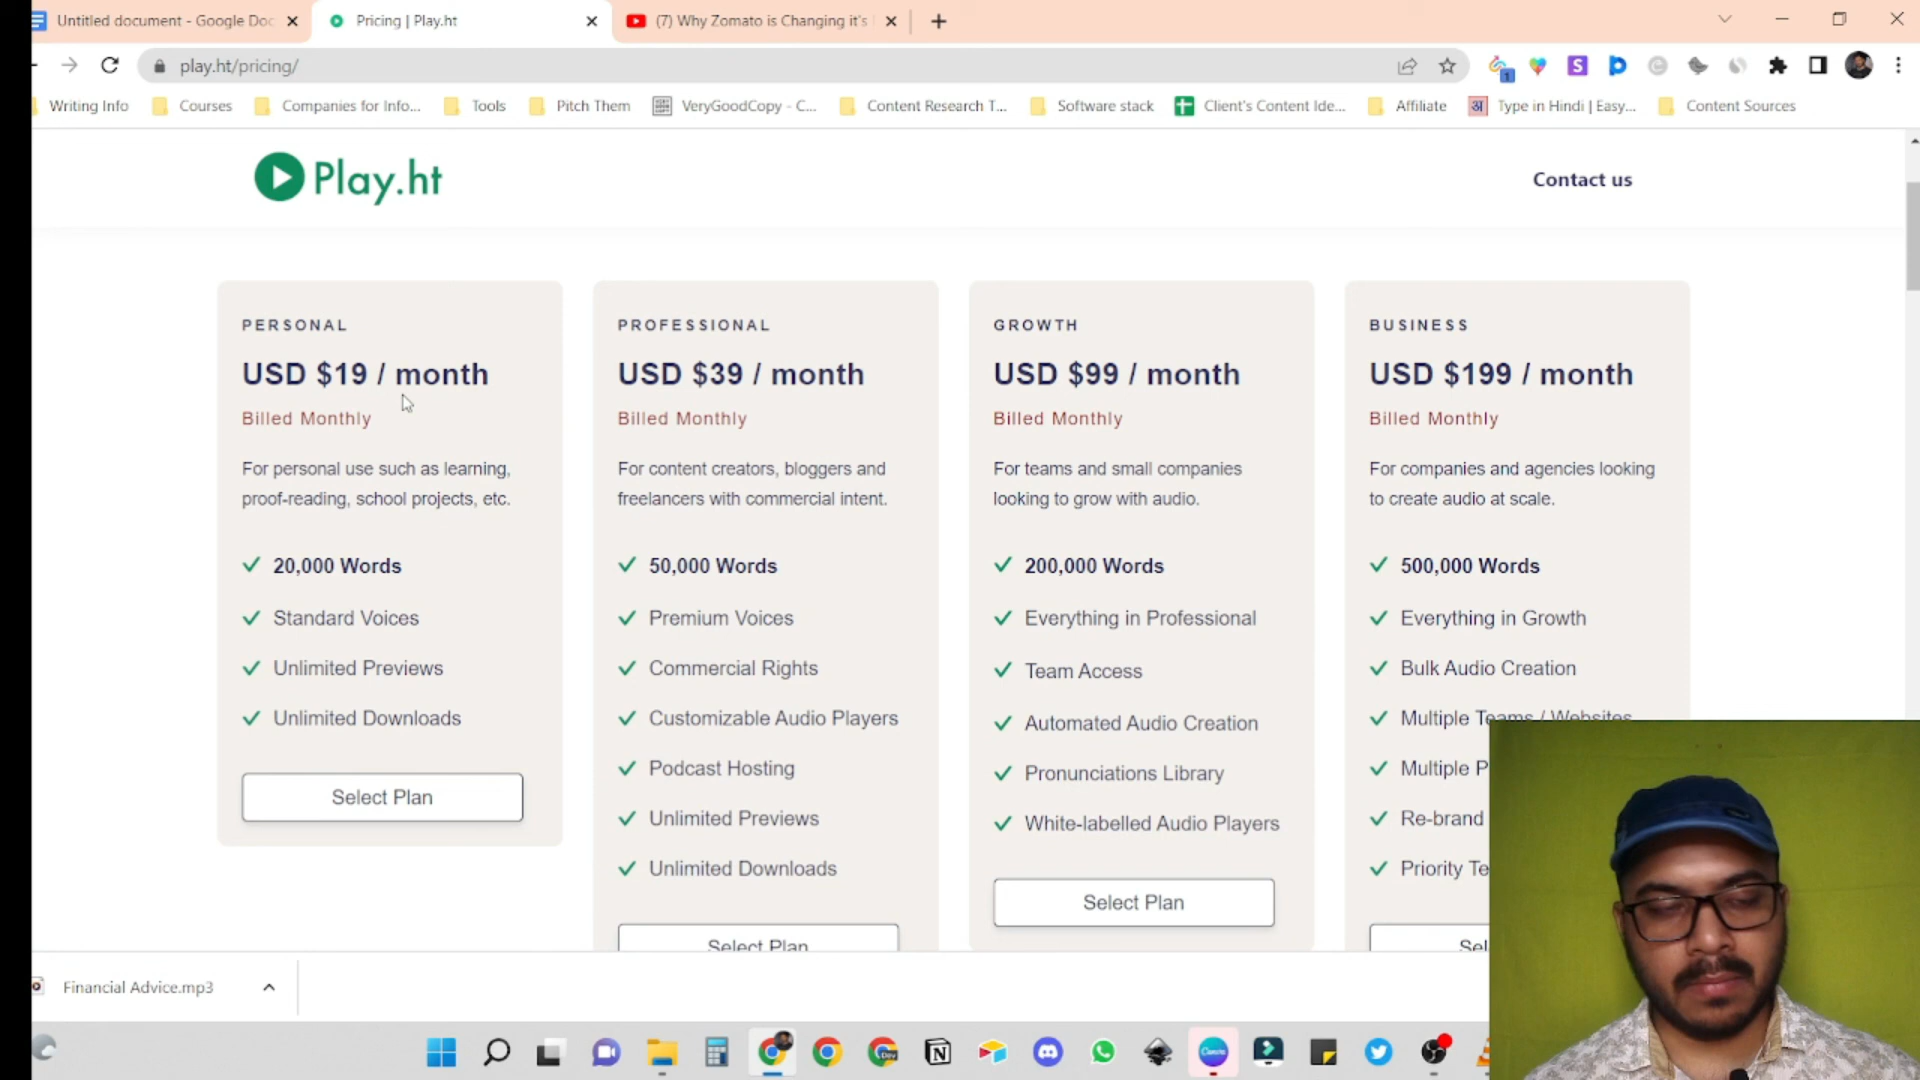 Untitled document - Google Doc
Pricing | Play.ht
(7) Why Zomato is Changing it's
play.ht/pricing/
1
Writing Info
Courses
Companies for Info...
Tools
Pitch Them
VeryGoodCopy - C...
Content Research T...
Software stack
Client's Content Ide...
Affiliate
अ
Type in Hindi | Easy...
Content Sources
Play.ht
Contact us
PERSONAL
USD $19 / month
Billed Monthly
For personal use such as learning,
proof-reading, school projects, etc.
20,000 Words
Standard Voices
Unlimited Previews
Unlimited Downloads
Select Plan
PROFESSIONAL
USD $39 / month
Billed Monthly
For content creators, bloggers and
freelancers with commercial intent.
50,000 Words
Premium Voices
Commercial Rights
Customizable Audio Players
Podcast Hosting
Unlimited Previews
Unlimited Downloads
Select Plan
GROWTH
USD $99 / month
Billed Monthly
For teams and small companies
looking to grow with audio.
200,000 Words
Everything in Professional
Team Access
Automated Audio Creation
Pronunciations Library
White-labelled Audio Players
Select Plan
BUSINESS
USD $199 / month
Billed Monthly
For companies and agencies looking
to create audio at scale.
500,000 Words
Everything in Growth
Bulk Audio Creation
Multiple Teams / Websites
Multiple P
Re-brand
Priority Te
Sel
Financial Advice.mp3